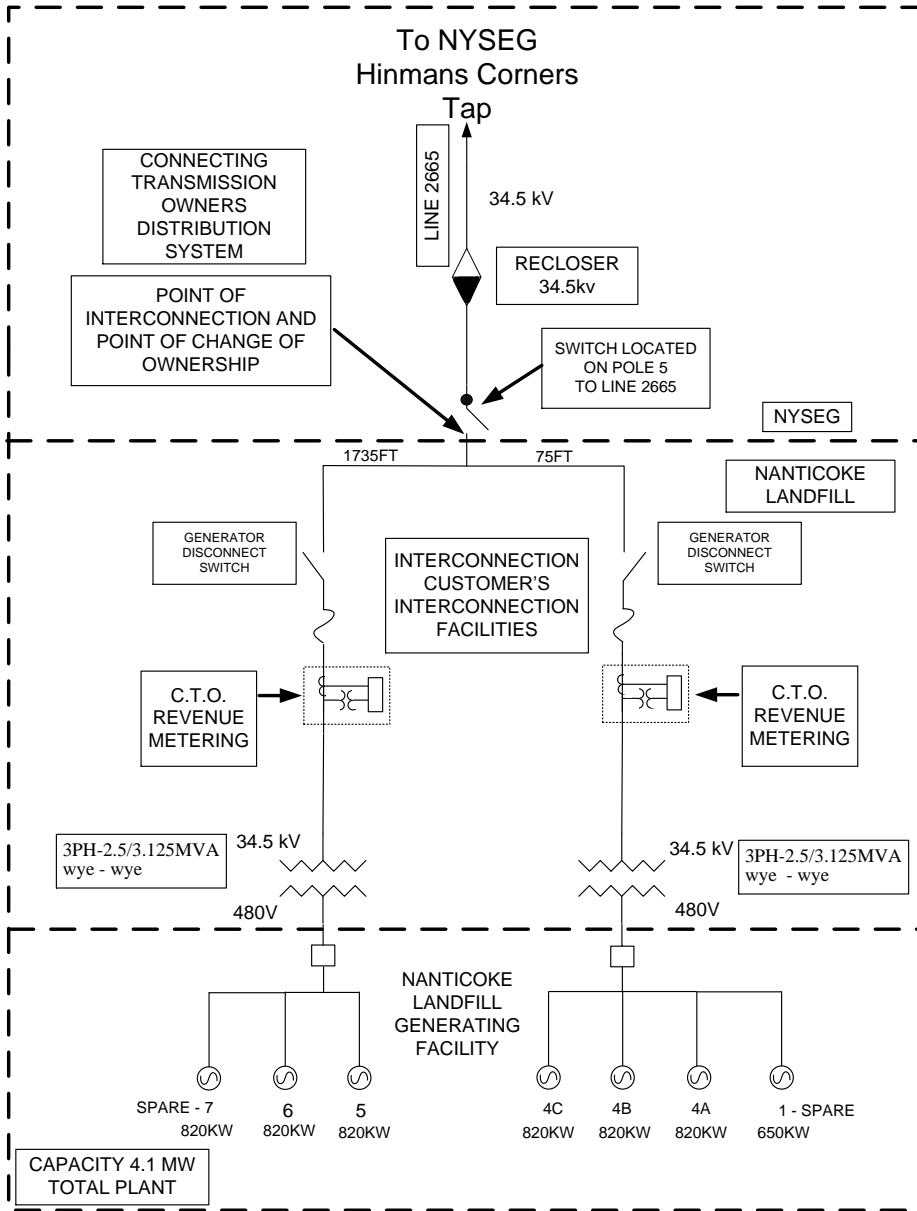 To NYSEG
Hinmans Corners
Tap
LINE 2665
CONNECTING
TRANSMISSION
OWNERS
DISTRIBUTION
SYSTEM
34.5 kV
RECLOSER
34.5kv
POINT OF
INTERCONNECTION AND
POINT OF CHANGE OF
OWNERSHIP
SWITCH LOCATED
ON POLE 5
TO LINE 2665
NYSEG
1735FT
75FT
NANTICOKE
LANDFILL
GENERATOR
DISCONNECT
SWITCH
INTERCONNECTION
CUSTOMER'S
INTERCONNECTION
FACILITIES
GENERATOR
DISCONNECT
SWITCH
C.T.O.
REVENUE
METERING
C.T.O.
REVENUE
METERING
3PH-2.5/3.125MVA
wye - wye
34.5 kV
480V
34.5 kV
480V
3PH-2.5/3.125MVA
wye - wye
NANTICOKE
LANDFILL
GENERATING
FACILITY
SPARE - 7
820KW
6
820KW
5
820KW
4C
820KW
4B
820KW
4A
820KW
1 - SPARE
650KW
CAPACITY 4.1 MW
TOTAL PLANT